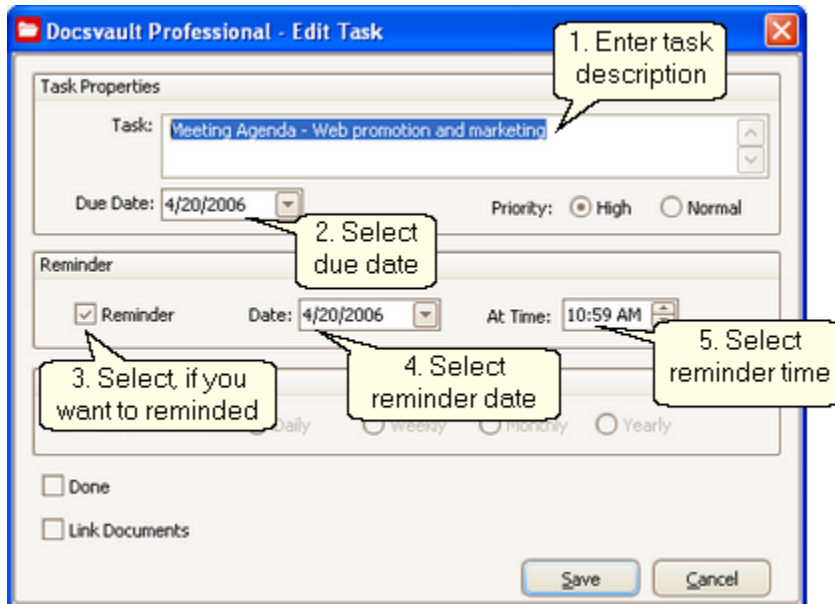 Docsvault Professional - Edit Task
1. Enter task
description
Task Properties
Task: Meeting Agenda - Web promotion and marketing
Due Date: 4/20/2006 Priority: High Normal
2. Select
due date
Reminder
Reminder Date: 4/20/2006 At Time: 10:59 AM
3. Select, if you
want to reminded
4. Select
reminder date
5. Select
reminder time
Daily Weekly Monthly Yearly
Done
Link Documents
Save Cancel